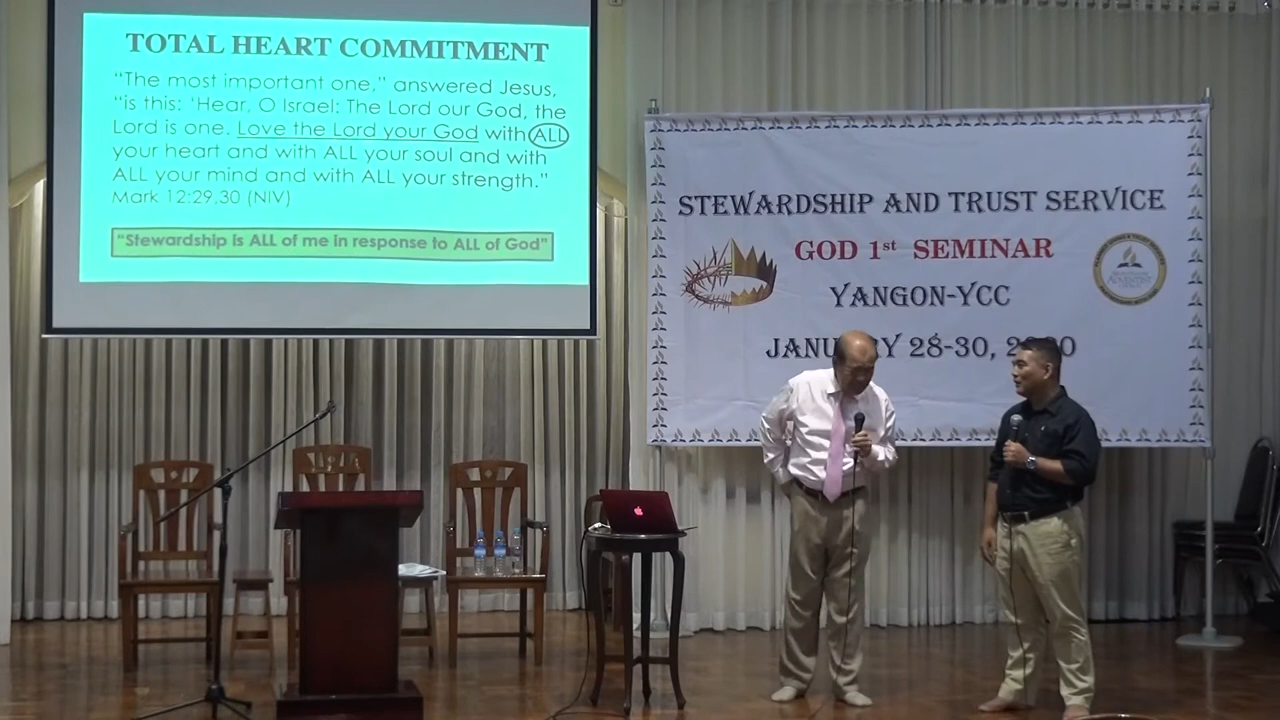 TOTAL HEART COMMITMENT
“The most important one,” answered Jesus,
“is this: ‘Hear, O Israel: The Lord our God, the
Lord is one. Love the Lord your God with ALL
your heart and with ALL your soul and with
ALL your mind and with ALL your strength.”
Mark 12:29,30 (NIV)
“Stewardship is ALL of me in response to ALL of God”
STEWARDSHIP AND TRUST SERVICE
GOD 1st SEMINAR
YANGON-YCC
28-30,